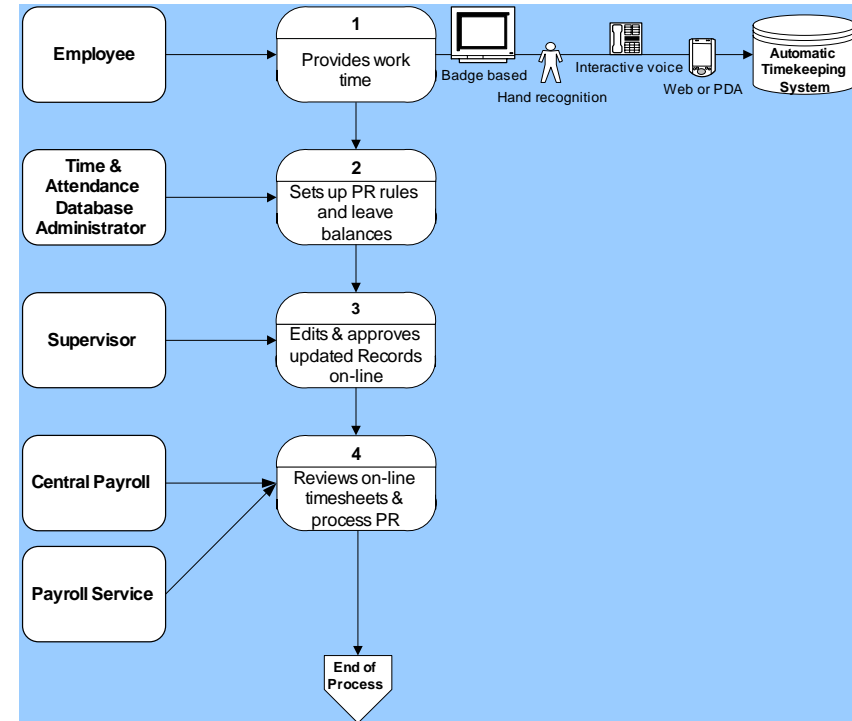 Employee
1
Provides work
time
Badge based
Hand recognition
Interactive voice
Web or PDA
Automatic
Timekeeping
System
Time &
Attendance
Database
Administrator
2
Sets up PR rules
and leave
balances
Supervisor
3
Edits & approves
updated Records
on-line
Central Payroll
4
Reviews on-line
timesheets &
process PR
Payroll Service
End of
Process